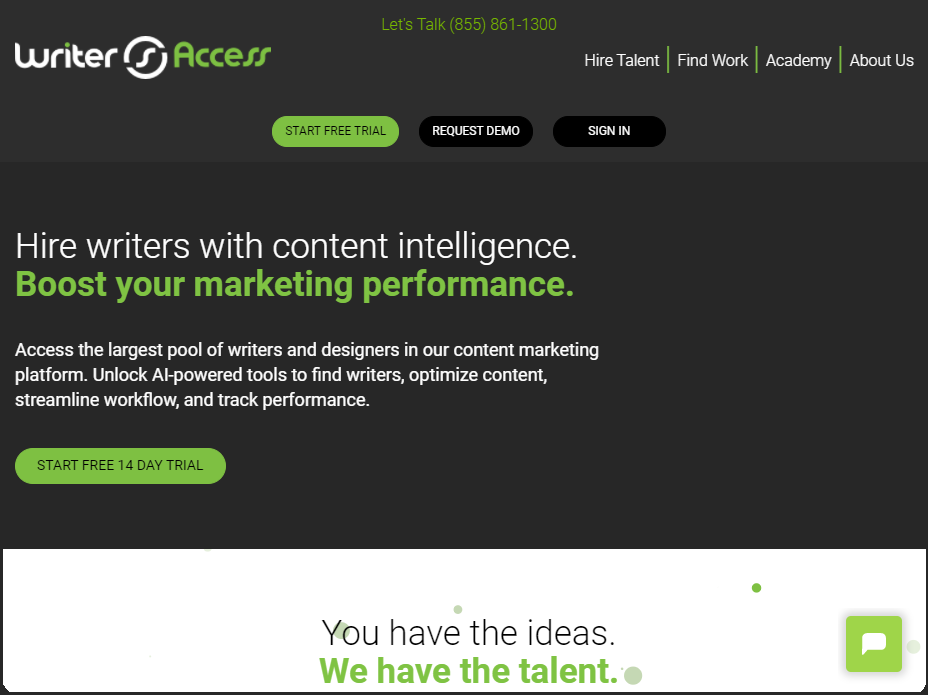 Let's Talk (855) 861-1300
Writer Access
Hire Talent Find Work Academy About Us
START FREE TRIAL REQUEST DEMO SIGN IN
Hire writers with content intelligence.
Boost your marketing performance.
Access the largest pool of writers and designers in our content marketing
platform. Unlock AI-powered tools to find writers, optimize content,
streamline workflow, and track performance.
START FREE 14 DAY TRIAL
You have the ideas.
We have the talent.